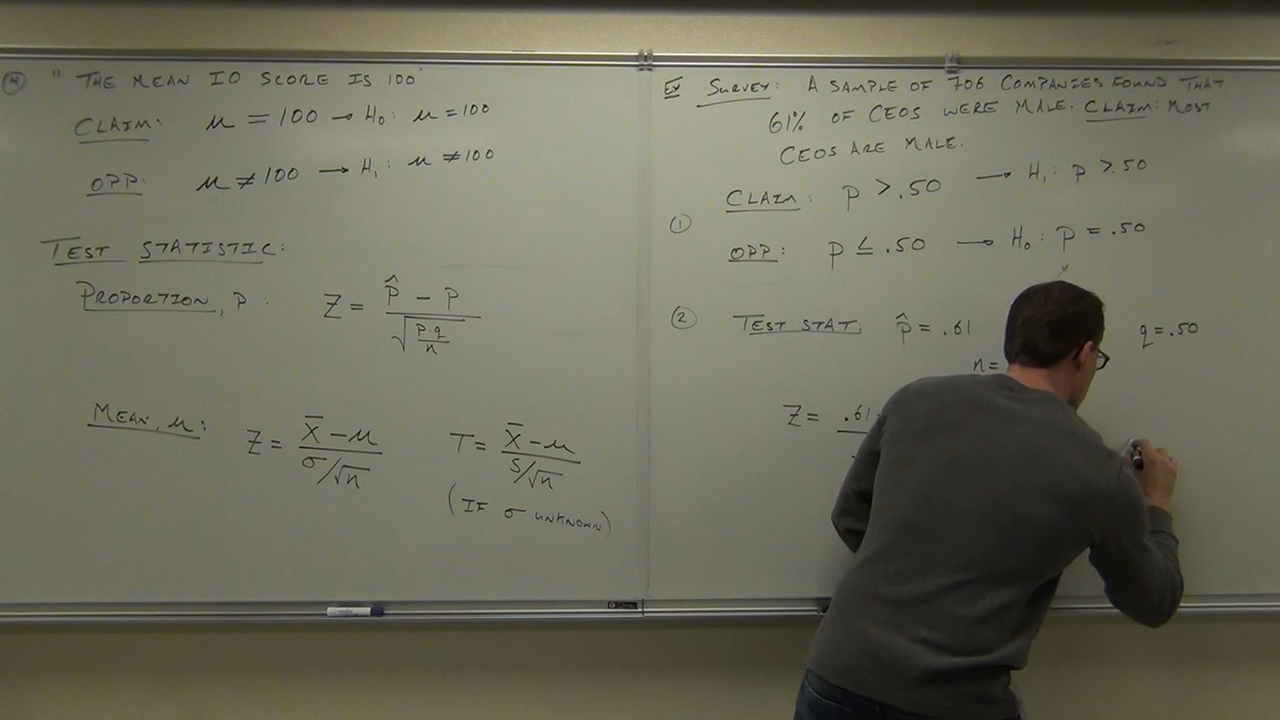 ④ " THE MEAN IQ SCORE IS 100"
CLAIM: μ = 100 → H₀: μ = 100
OPP: μ ≠ 100 → H₁: μ ≠ 100
TEST STATISTIC:
PROPORTION, P: Z = (p̂ - p) / √(p·q/n)
MEAN, μ: Z = (x̄ - μ) / (σ/√n) T = (x̄ - μ) / (s/√n)
(IF σ UNKNOWN)
EX SURVEY: A SAMPLE OF 706 COMPANIES FOUND THAT
61% OF CEOS WERE MALE. CLAIM: MOST
CEOS ARE MALE.
① CLAIM: P > .50 → H₁: P > .50
OPP: P ≤ .50 → H₀: P = .50
② TEST STAT: p̂ = .61 q = .50
n =
Z = .61